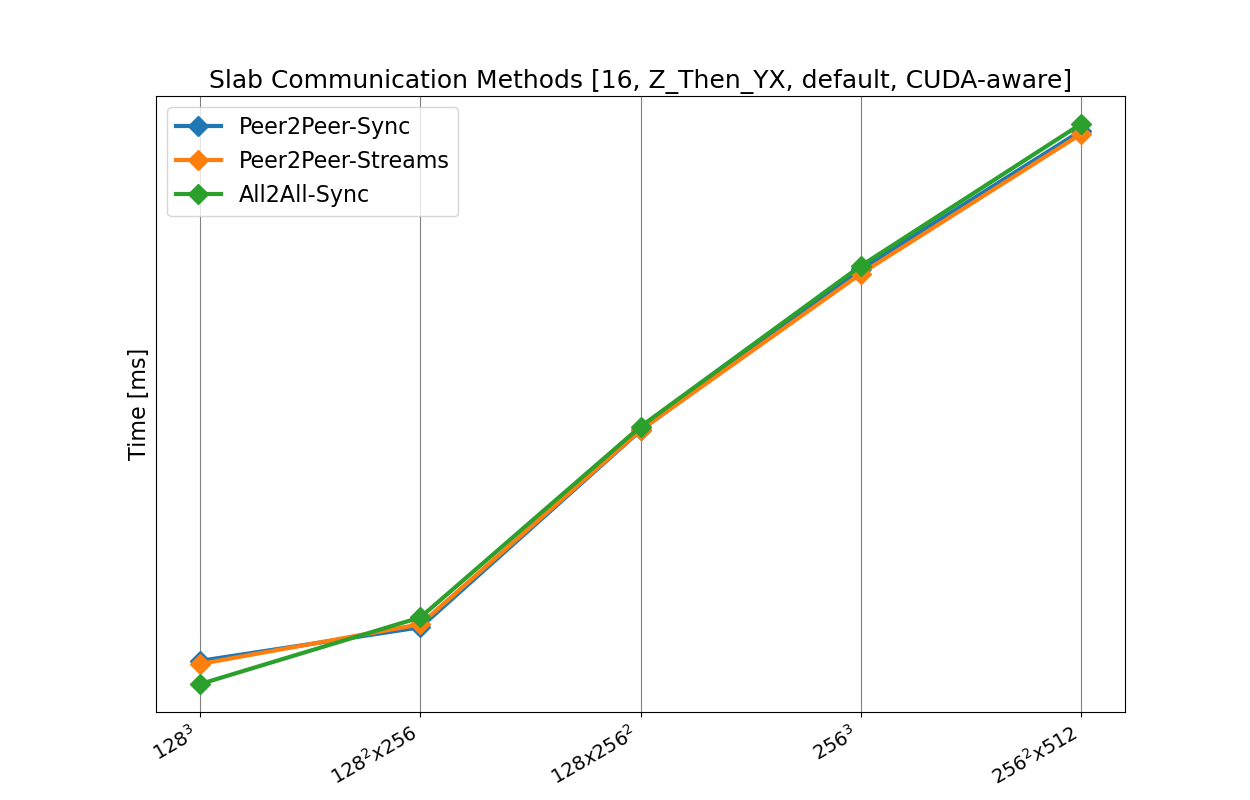 Slab Communication Methods [16, Z_Then_YX, default, CUDA-aware]
Peer2Peer-Sync
Peer2Peer-Streams
All2All-Sync
Time [ms]
128³
128²x256
128x256²
256³
256²x512